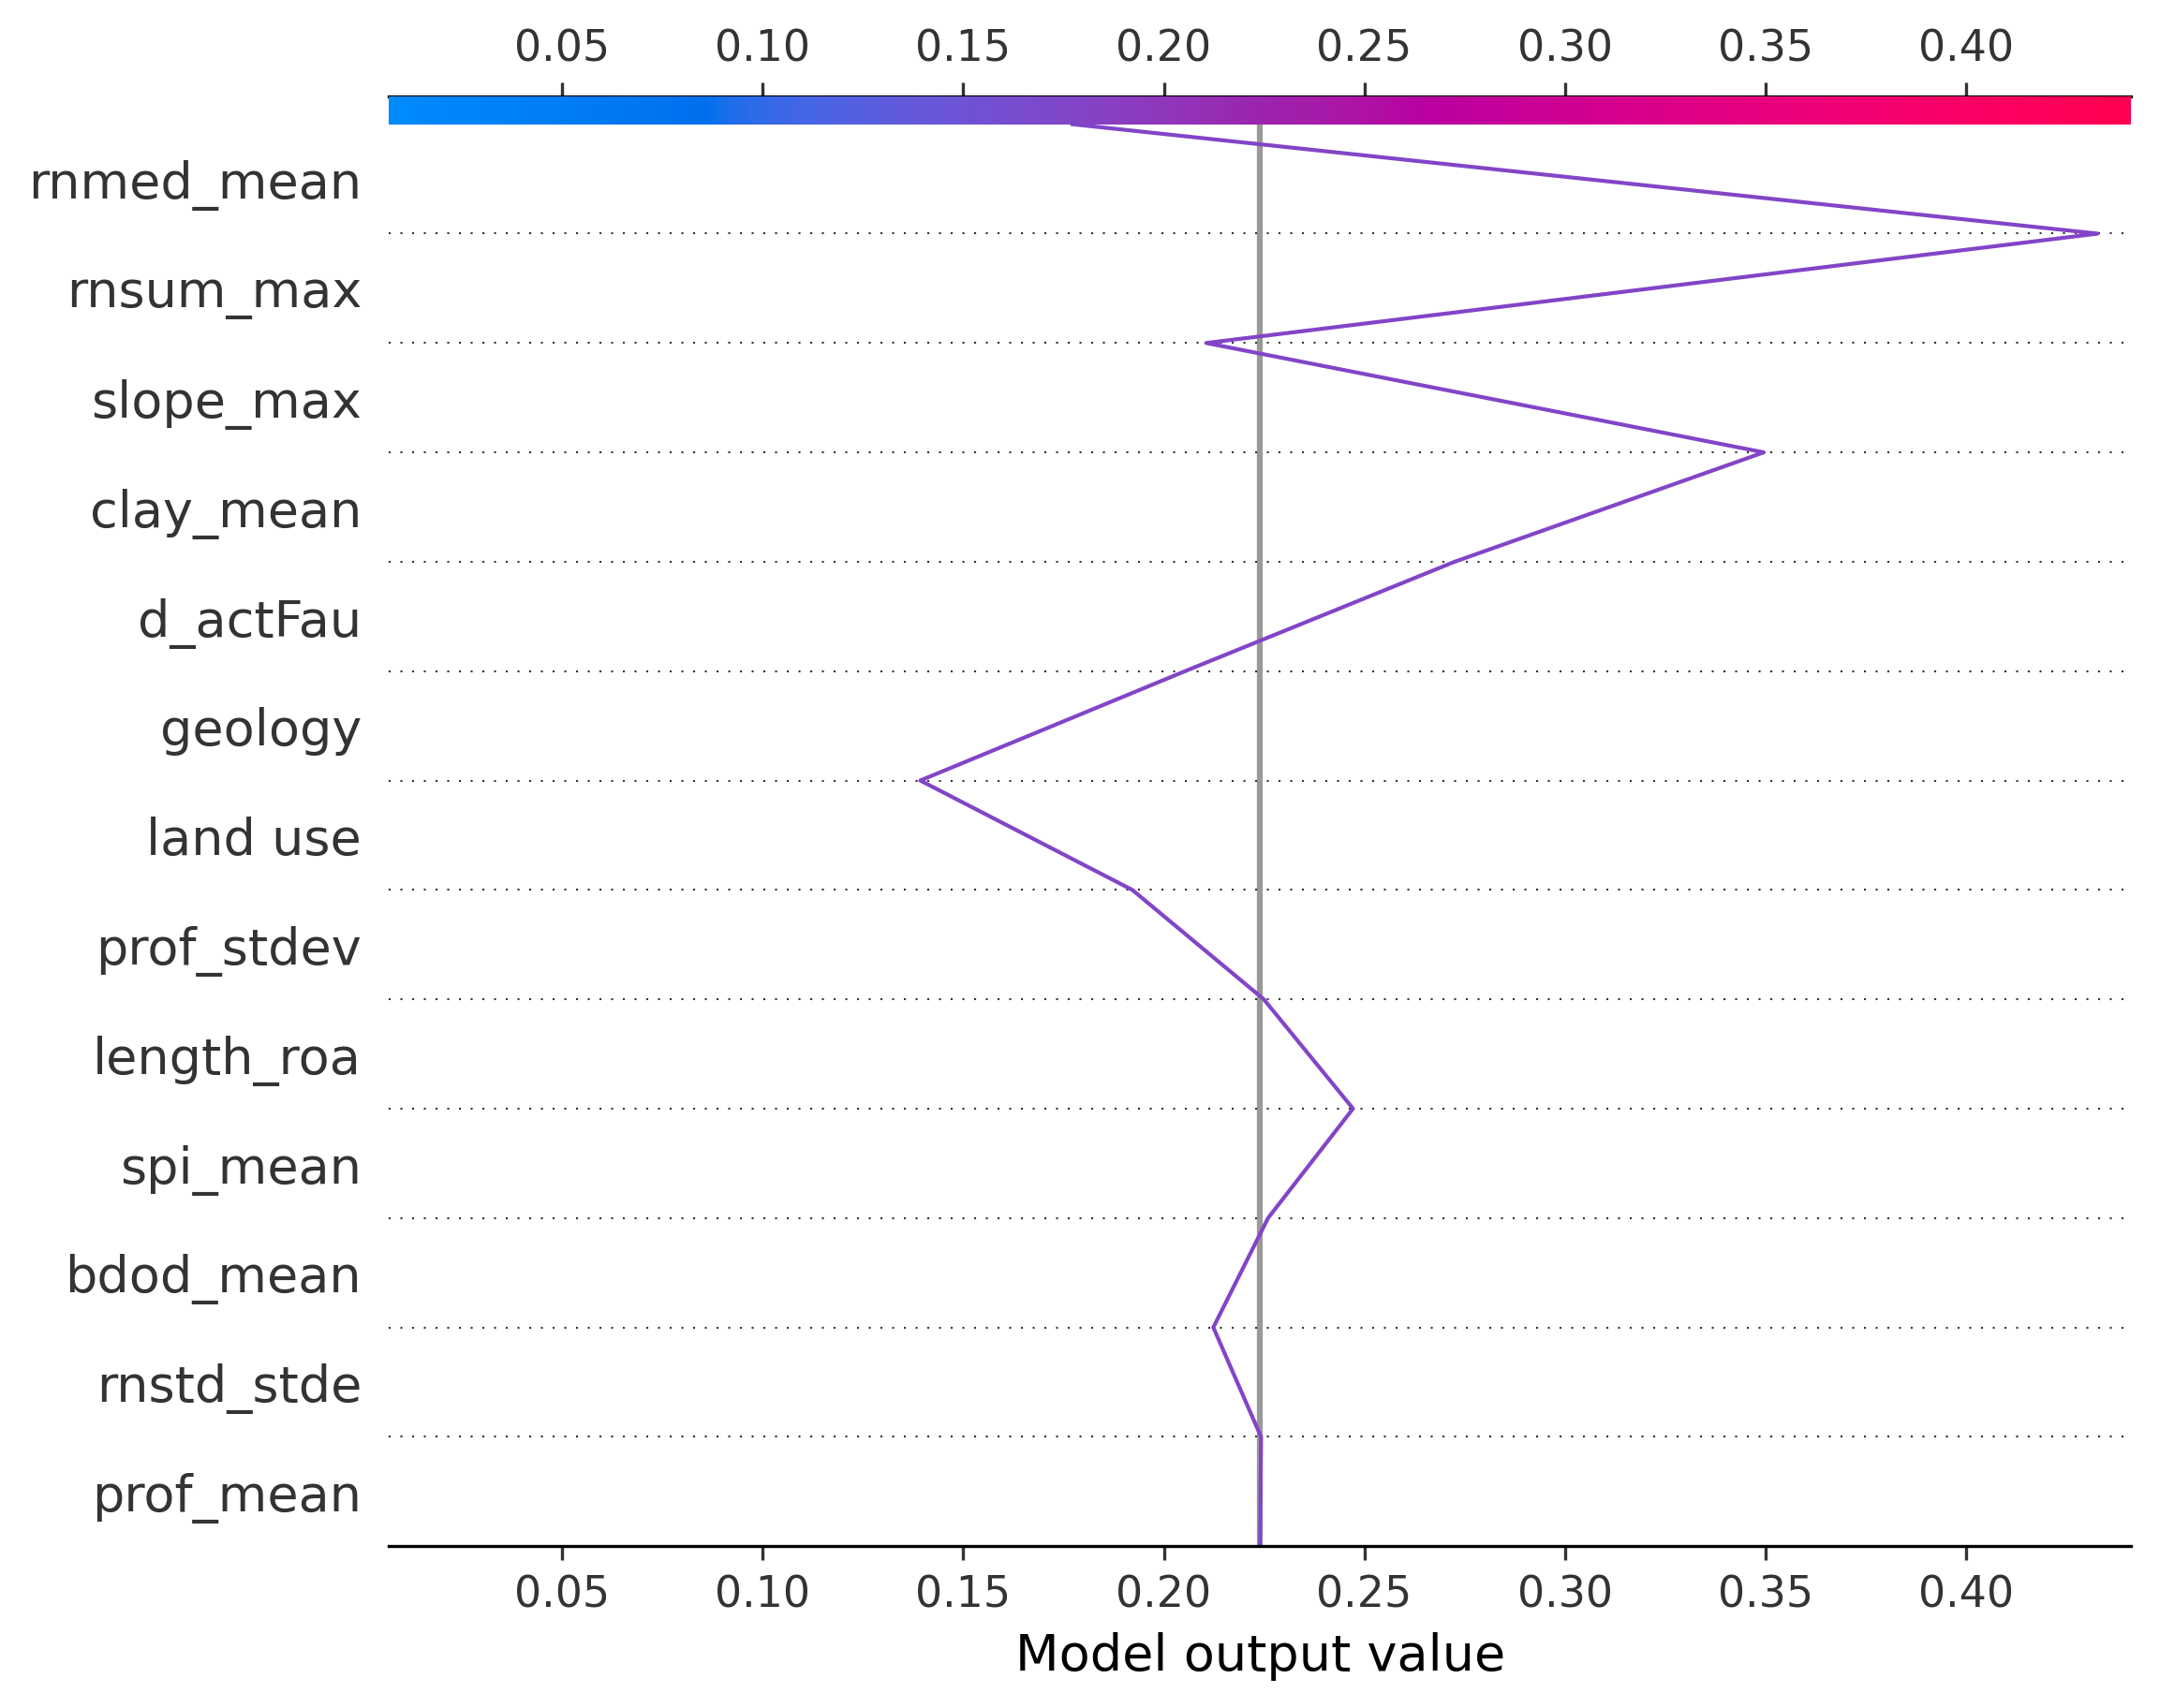 0.05 0.10 0.15 0.20 0.25 0.30 0.35 0.40
rnmed_mean
rnsum_max
slope_max
clay_mean
d_actFau
geology
land use
prof_stdev
length_roa
spi_mean
bdod_mean
rnstd_stde
prof_mean
0.05 0.10 0.15 0.20 0.25 0.30 0.35 0.40
Model output value